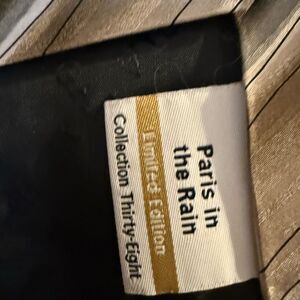 Paris in
the Rain
Limited Edition
Collection Thirty-Eight